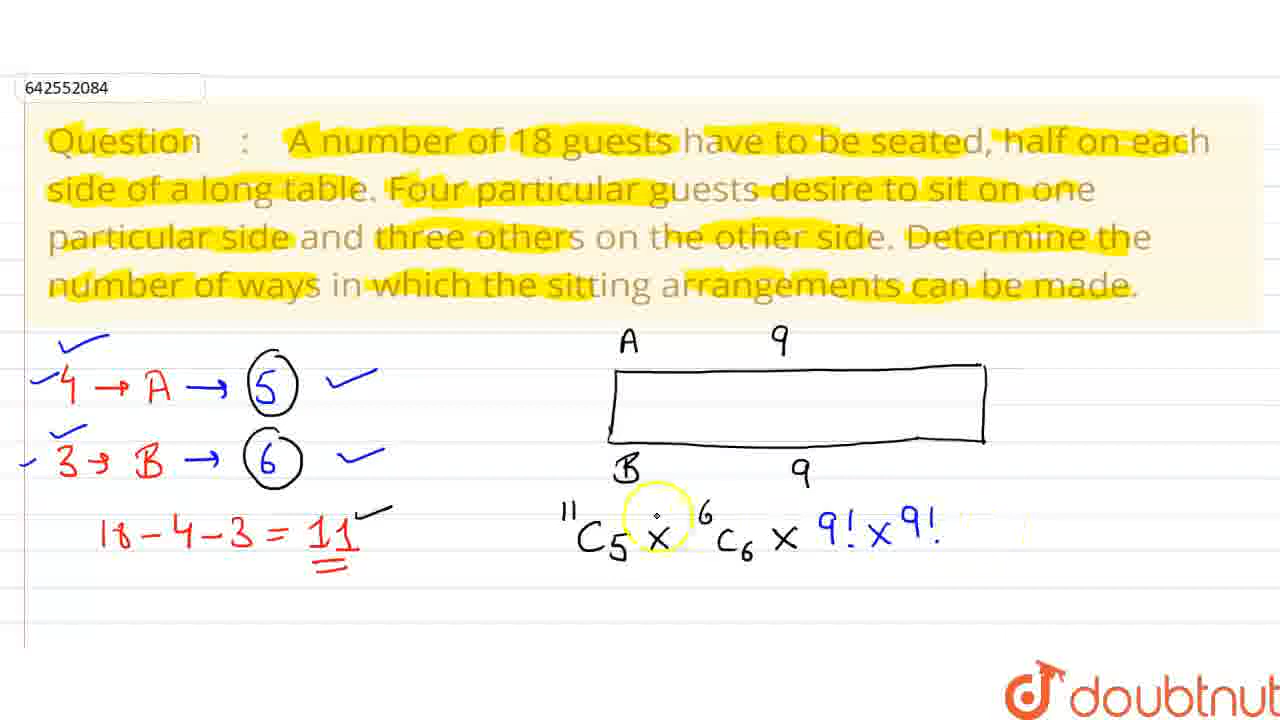 642552084
Question : A number of 18 guests have to be seated, half on each
side of a long table. Four particular guests desire to sit on one
particular side and three others on the other side. Determine the
number of ways in which the sitting arrangements can be made.
A 9
4 → A → 5
3 → B → 6
B 9
18 - 4 - 3 = 11
¹¹C₅ × ⁶C₆ × 9! × 9!
doubtnut